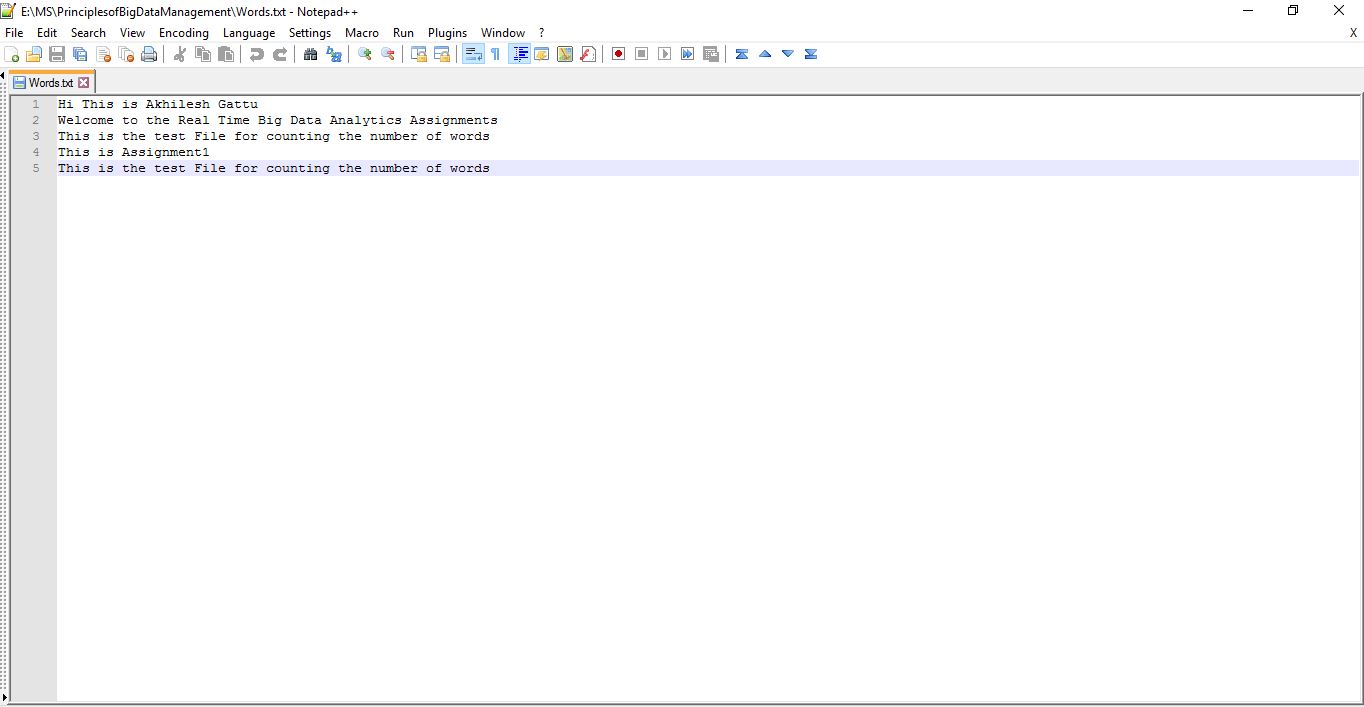 E:\MS\PrinciplesofBigDataManagement\Words.txt - Notepad++
File Edit Search View Encoding Language Settings Macro Run Plugins Window ? X
Words.txt
1 Hi This is Akhilesh Gattu
2 Welcome to the Real Time Big Data Analytics Assignments
3 This is the test File for counting the number of words
4 This is Assignment1
5 This is the test File for counting the number of words